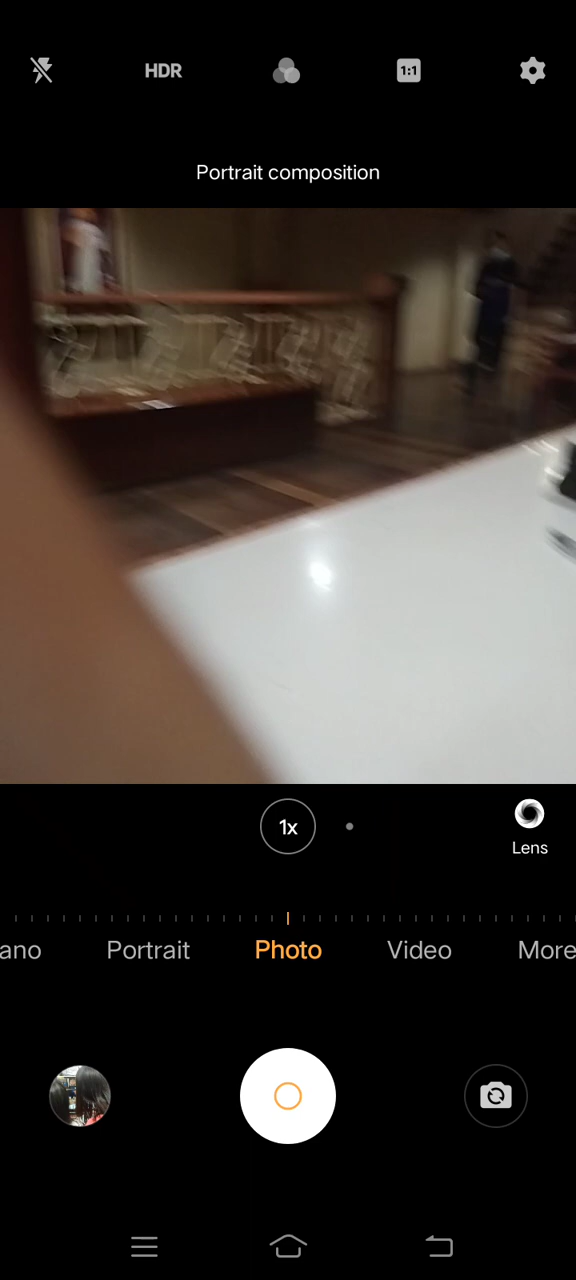 HDR
1:1
Portrait composition
1x
Lens
ano Portrait Photo Video More